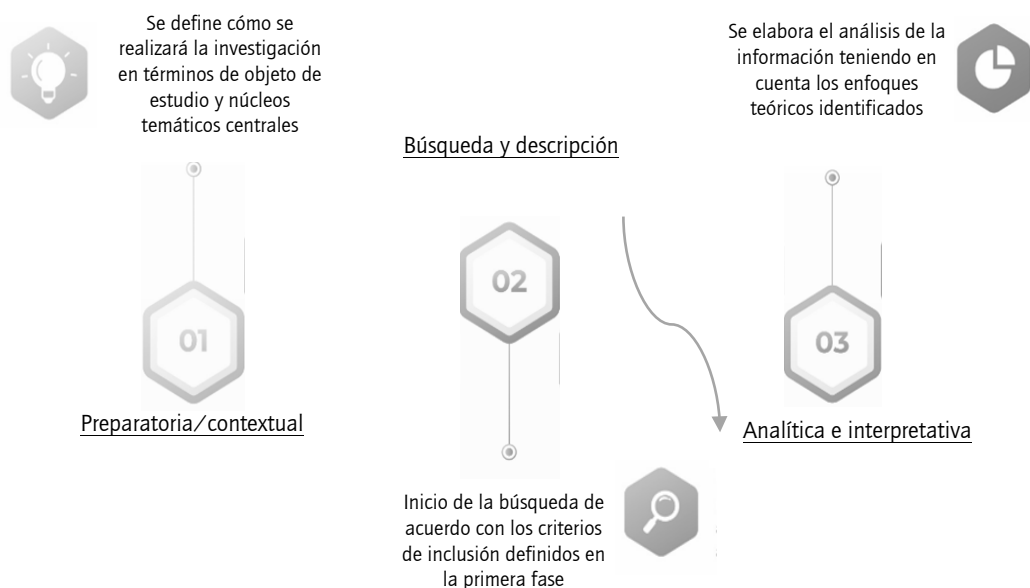 Se define cómo se
realizará la investigación
en términos de objeto de
estudio y núcleos
temáticos centrales
01
Preparatoria/contextual
Búsqueda y descripción
02
Inicio de la búsqueda de
acuerdo con los criterios
de inclusión definidos en
la primera fase
Se elabora el análisis de la
información teniendo en
cuenta los enfoques
teóricos identificados
03
Analítica e interpretativa